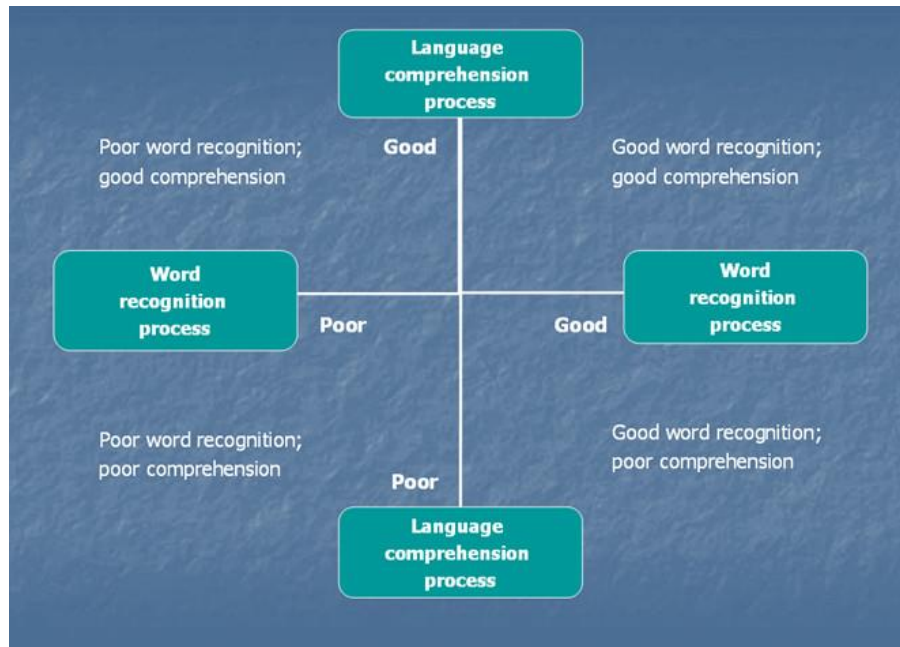 Language
comprehension
process
Poor word recognition;
good comprehension
Good
Good word recognition;
good comprehension
Word
recognition
process
Poor
Good
Word
recognition
process
Poor word recognition;
poor comprehension
Good word recognition;
poor comprehension
Poor
Language
comprehension
process